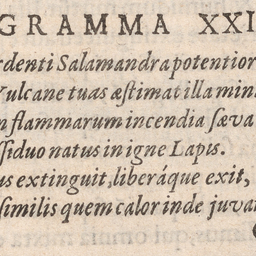 GRAMMA XXI
rdenti Salamandra potentior
Vulcane tuas æstimat illa min
n flammarum incendia sæva
ssiduo natus in igne Lapis.
us extinguit, liberáque exit,
similis quem calor inde juva